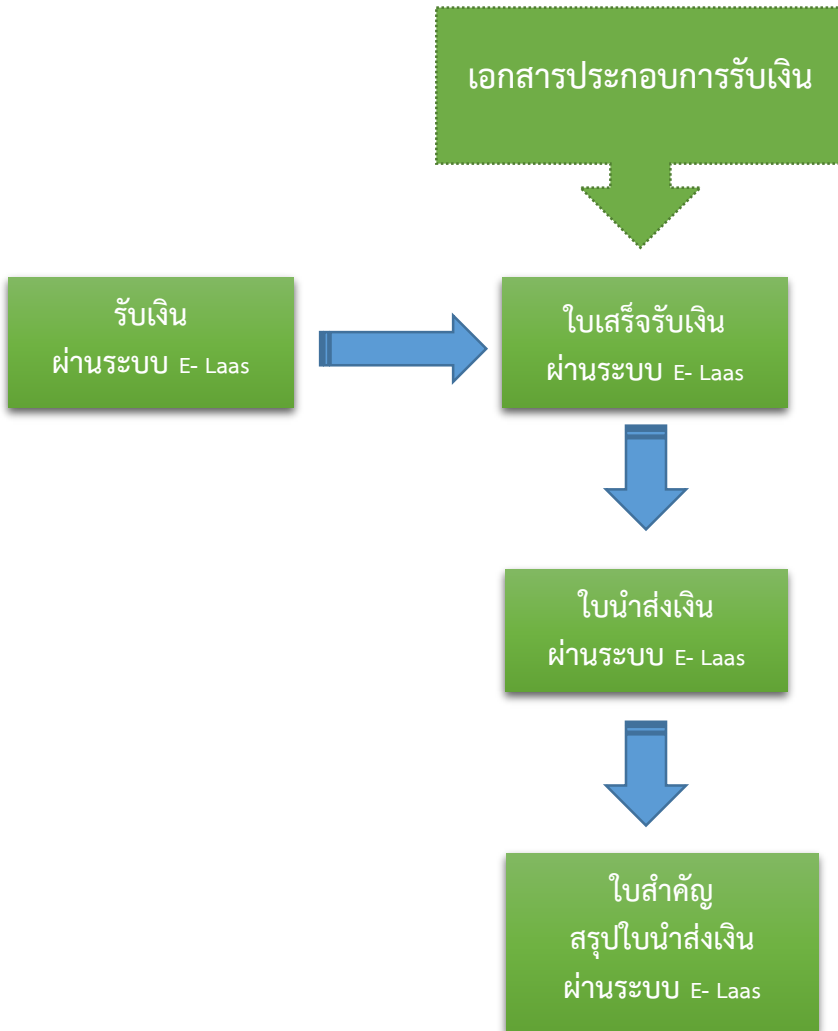 เอกสารประกอบการรับเงิน
รับเงิน
ผ่านระบบ E- Laas
ใบเสร็จรับเงิน
ผ่านระบบ E- Laas
ใบนำส่งเงิน
ผ่านระบบ E- Laas
ใบสำคัญ
สรุปใบนำส่งเงิน
ผ่านระบบ E- Laas